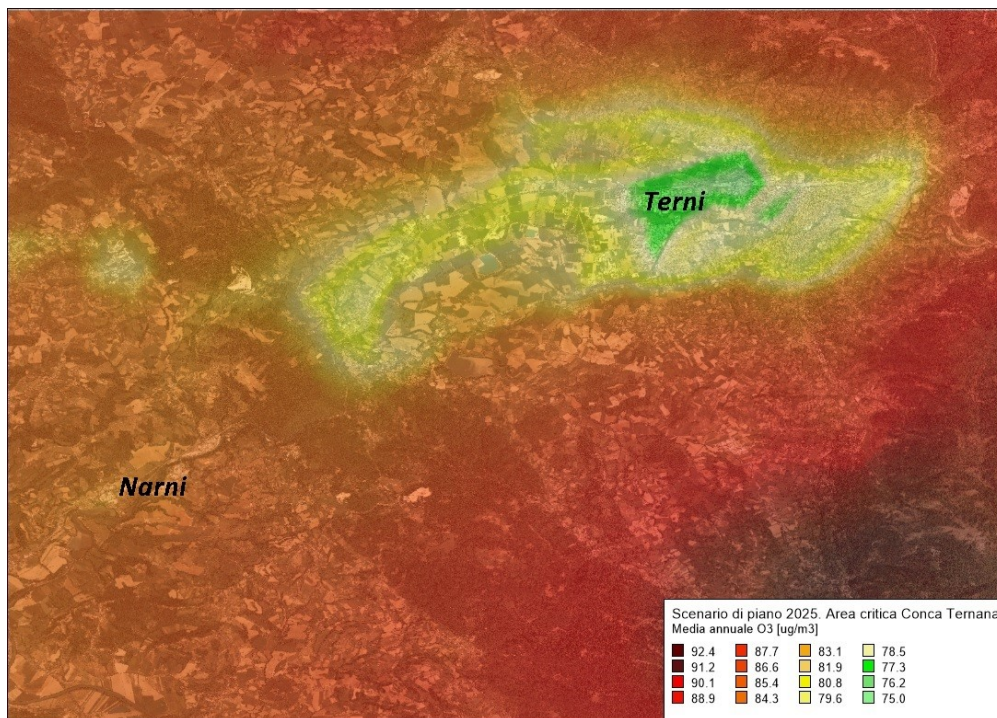 Terni
Narni
Scenario di piano 2025. Area critica Conca Ternana
Media annuale O3 [ug/m3]
92.4 87.7 83.1 78.5
91.2 86.6 81.9 77.3
90.1 85.4 80.8 76.2
88.9 84.3 79.6 75.0